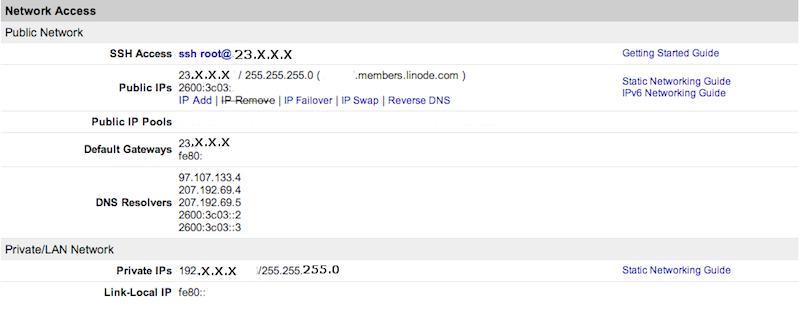 Network Access
Public Network
SSH Access ssh root@ 23.X.X.X Getting Started Guide
Public IPs 23.X.X.X / 255.255.255.0 ( .members.linode.com ) Static Networking Guide
2600:3c03: IPv6 Networking Guide
IP Add | IP Remove | IP Failover | IP Swap | Reverse DNS
Public IP Pools
Default Gateways 23.X.X.X
fe80:
DNS Resolvers 97.107.133.4
207.192.69.4
207.192.69.5
2600:3c03::2
2600:3c03::3
Private/LAN Network
Private IPs 192.X.X.X /255.255.255.0 Static Networking Guide
Link-Local IP fe80::